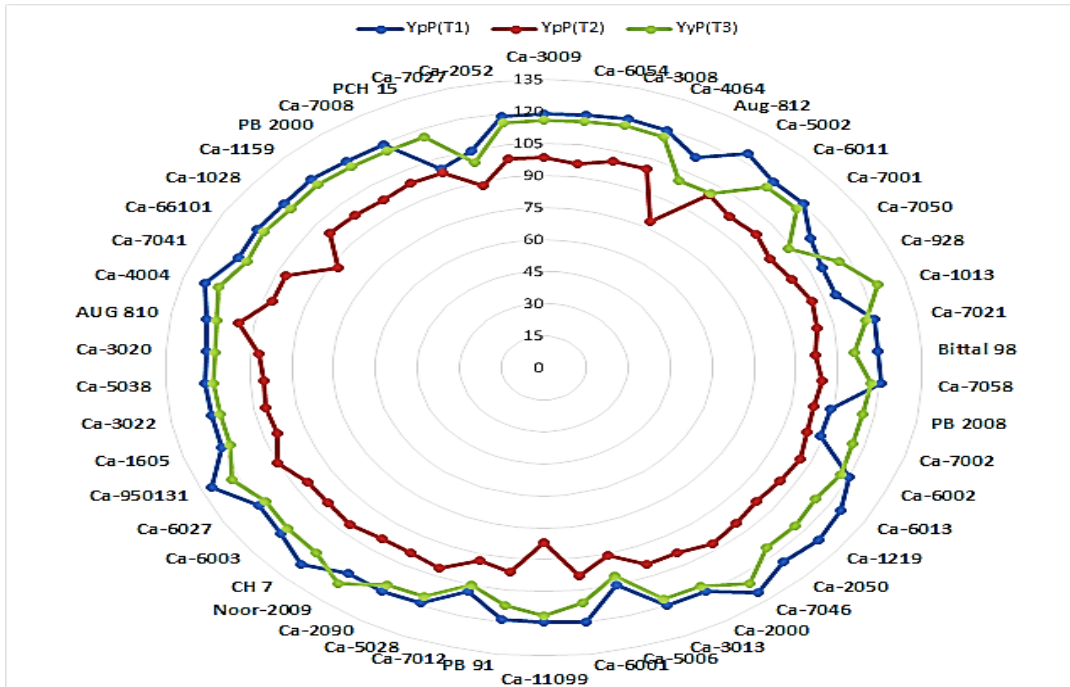 YpP(T1) YpP(T2) YyP(T3)
Ca-3009
Ca-6054
Ca-3008
Ca-4064
Aug-812
Ca-5002
Ca-6011
Ca-7001
Ca-7050
Ca-928
Ca-1013
Ca-7021
Bittal 98
Ca-7058
PB 2008
Ca-7002
Ca-6002
Ca-6013
Ca-1219
Ca-2050
Ca-7046
Ca-2000
Ca-3013
Ca-5006
Ca-6001
Ca-11099
PB 91
Ca-7012
Ca-5028
Ca-2090
Noor-2009
CH 7
Ca-6003
Ca-6027
Ca-950131
Ca-1605
Ca-3022
Ca-5038
Ca-3020
AUG 810
Ca-4004
Ca-7041
Ca-66101
Ca-1028
Ca-1159
PB 2000
Ca-7008
PCH 15
Ca-7027
Ca-2052
135
120
105
90
75
60
45
30
15
0